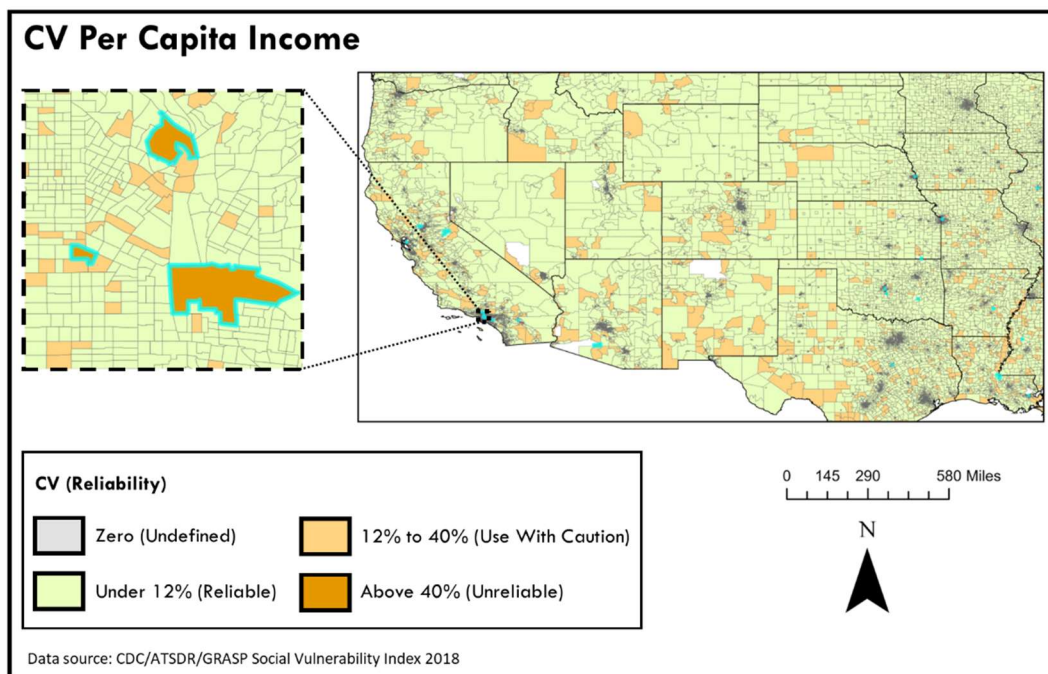 CV Per Capita Income
CV (Reliability)
Zero (Undefined)
12% to 40% (Use With Caution)
Under 12% (Reliable)
Above 40% (Unreliable)
0 145 290 580 Miles
N
Data source: CDC/ATSDR/GRASP Social Vulnerability Index 2018